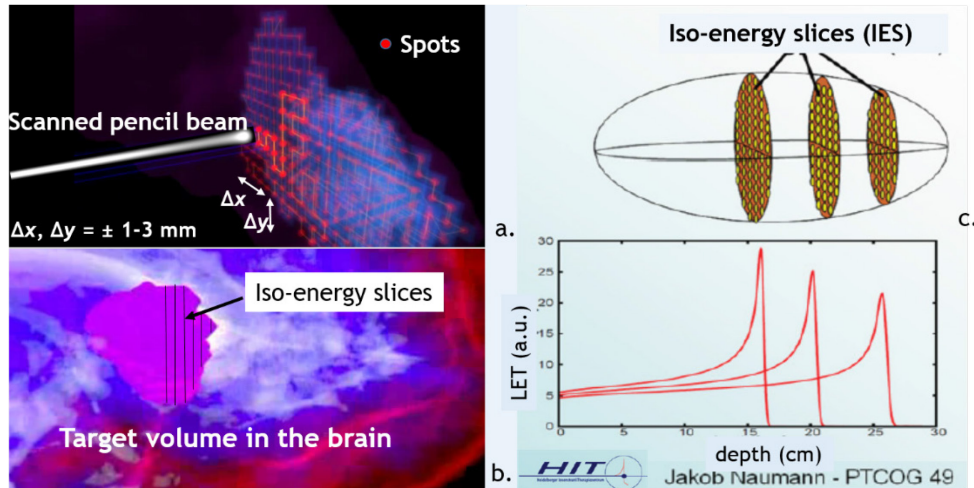 Spots
Scanned pencil beam
Δx
Δy
Δx, Δy = ± 1-3 mm
a.
Iso-energy slices
Target volume in the brain
b.
Iso-energy slices (IES)
c.
30
25
20
15
10
5
0
LET (a.u.)
0
5
10
15
20
25
30
depth (cm)
HIT
Jakob Naumann - PTCOG 49